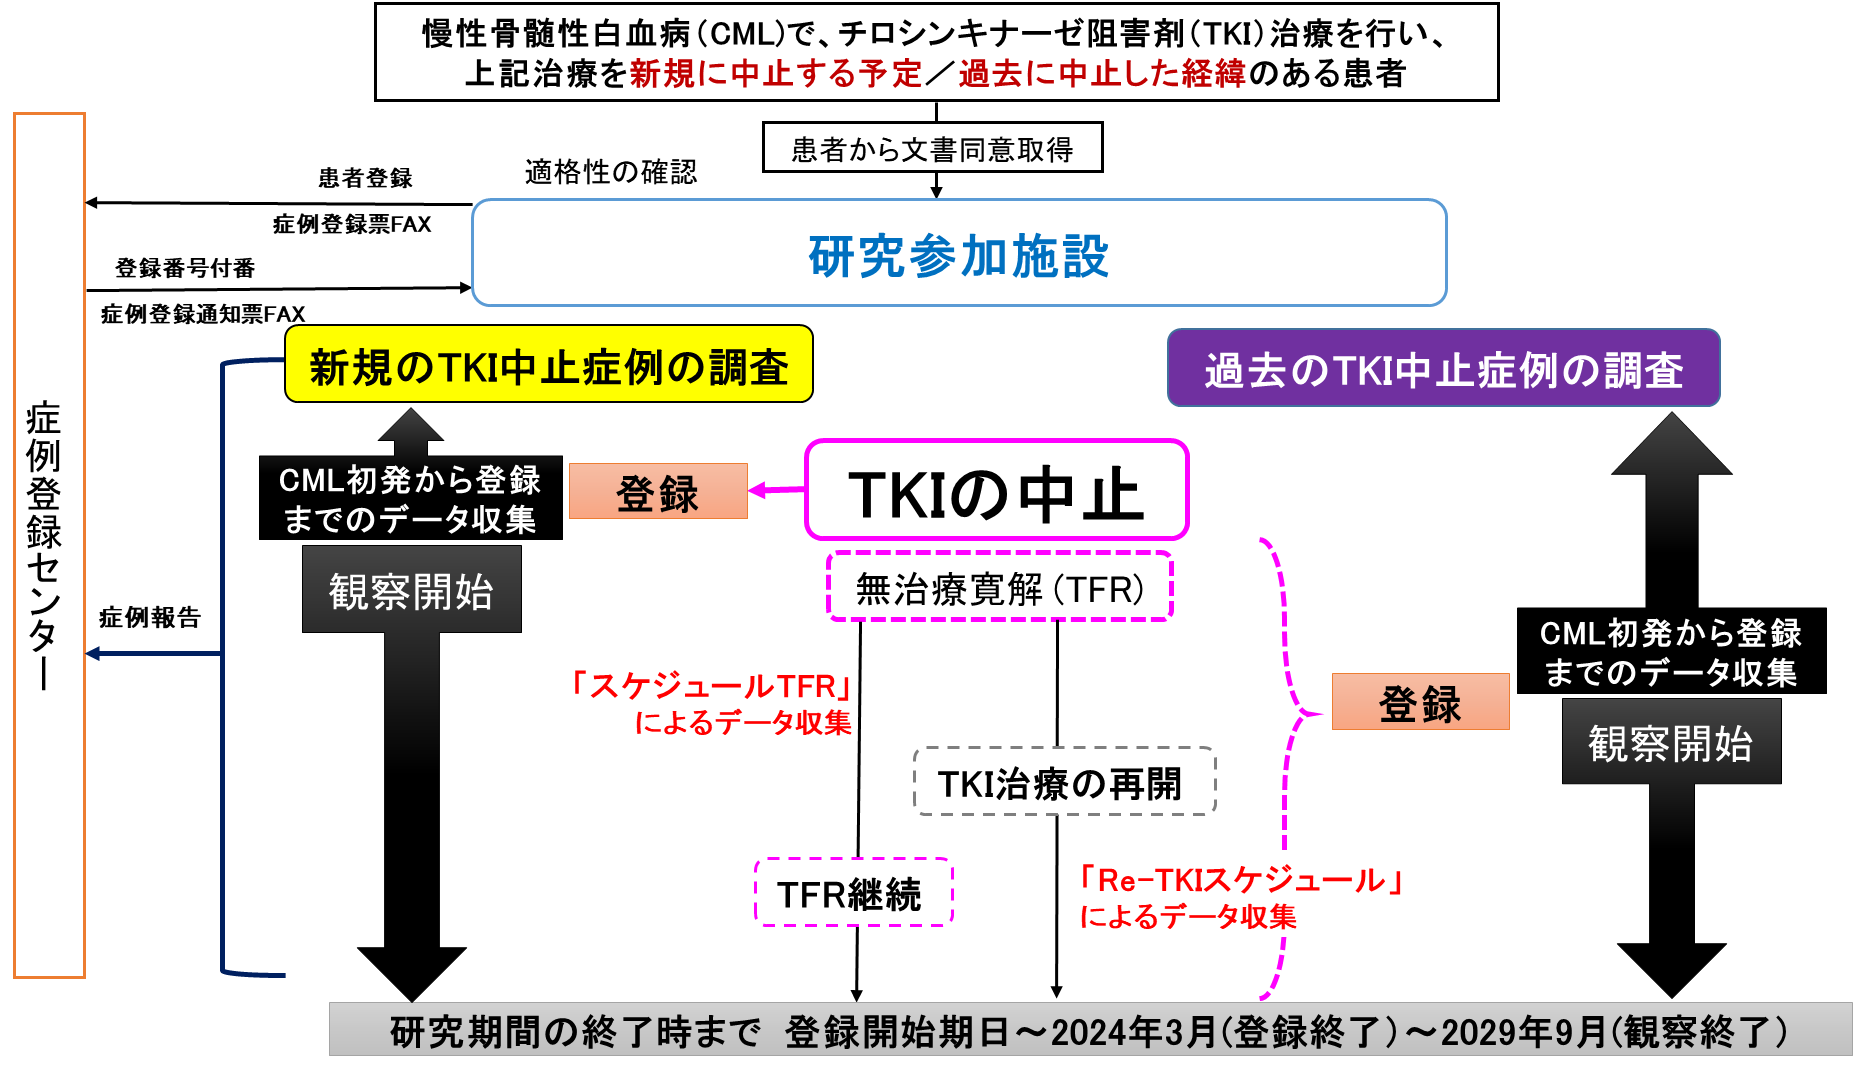 慢性骨髄性白血病（CML)で、チロシンキナーゼ阻害剤（TKI）治療を行い、
上記治療を新規に中止する予定／過去に中止した経緯のある患者
患者から文書同意取得
適格性の確認
患者登録
症例登録票FAX
研究参加施設
登録番号付番
症例登録通知票FAX
新規のTKI中止症例の調査
過去のTKI中止症例の調査
症例登録センター
CML初発から登録
までのデータ収集
登録
TKIの中止
観察開始
無治療寛解（TFR）
症例報告
CML初発から登録
までのデータ収集
「スケジュールTFR」
によるデータ収集
登録
観察開始
TKI治療の再開
TFR継続
「Re-TKIスケジュール」
によるデータ収集
研究期間の終了時まで 登録開始期日～2024年3月(登録終了）～2029年9月(観察終了）